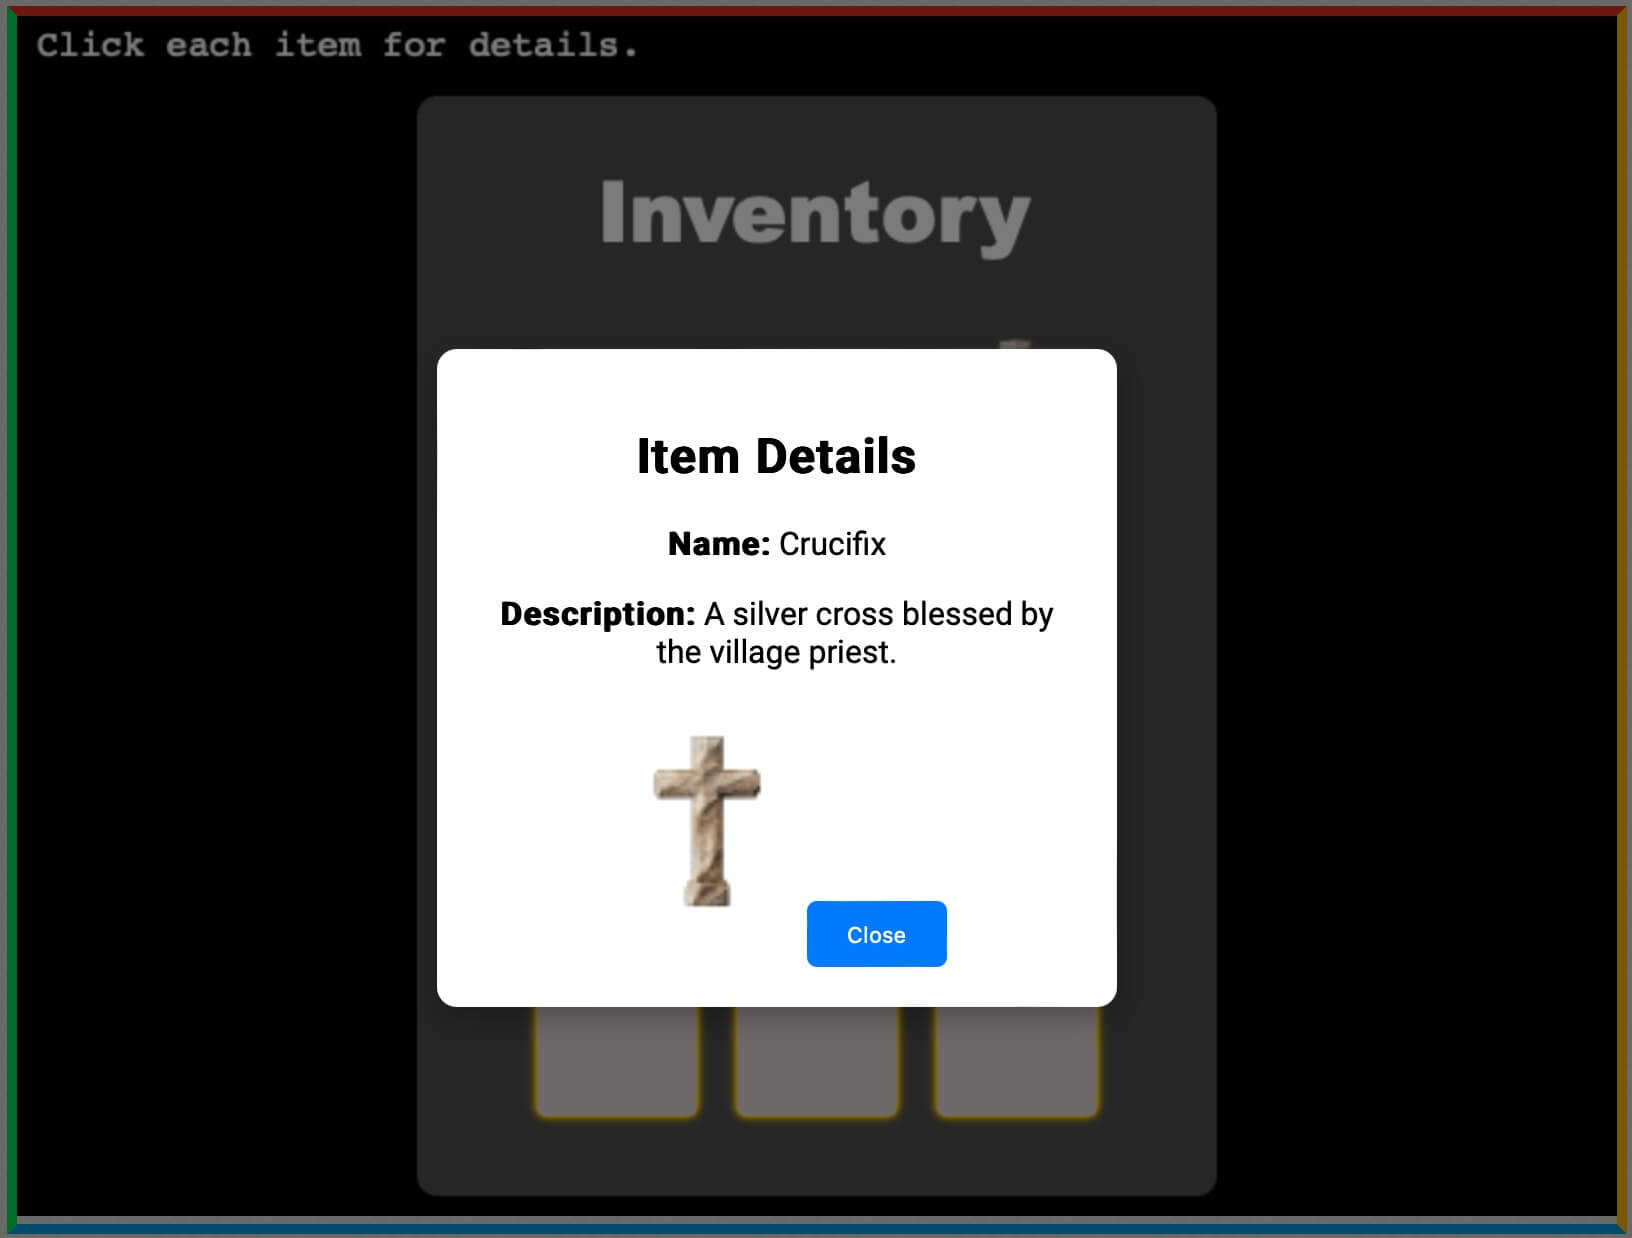 Click each item for details.
Inventory
Item Details
Name: Crucifix
Description: A silver cross blessed by
the village priest.
Close